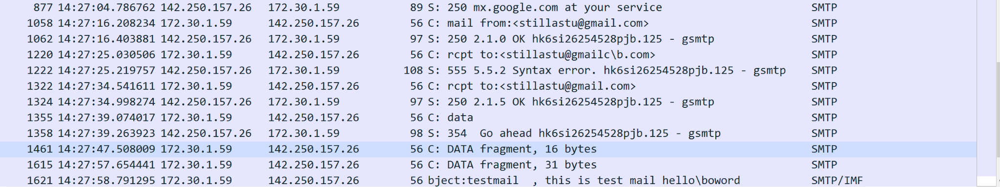 877 14:27:04.786762 142.250.157.26 172.30.1.59 89 S: 250 mx.google.com at your service SMTP
1058 14:27:16.208234 172.30.1.59 142.250.157.26 56 C: mail from:<stillastu@gmail.com> SMTP
1062 14:27:16.403881 142.250.157.26 172.30.1.59 97 S: 250 2.1.0 OK hk6si26254528pjb.125 - gsmtp SMTP
1220 14:27:25.030506 172.30.1.59 142.250.157.26 56 C: rcpt to:<stillastu@gmailc\b.com> SMTP
1222 14:27:25.219757 142.250.157.26 172.30.1.59 108 S: 555 5.5.2 Syntax error. hk6si26254528pjb.125 - gsmtp SMTP
1322 14:27:34.541611 172.30.1.59 142.250.157.26 56 C: rcpt to:<stillastu@gmail.com> SMTP
1324 14:27:34.998274 142.250.157.26 172.30.1.59 97 S: 250 2.1.5 OK hk6si26254528pjb.125 - gsmtp SMTP
1355 14:27:39.074017 172.30.1.59 142.250.157.26 56 C: data SMTP
1358 14:27:39.263923 142.250.157.26 172.30.1.59 98 S: 354  Go ahead hk6si26254528pjb.125 - gsmtp SMTP
1461 14:27:47.508009 172.30.1.59 142.250.157.26 56 C: DATA fragment, 16 bytes SMTP
1615 14:27:57.654441 172.30.1.59 142.250.157.26 56 C: DATA fragment, 31 bytes SMTP
1621 14:27:58.791295 172.30.1.59 142.250.157.26 56 bject:testmail  , this is test mail hello\boword SMTP/IMF